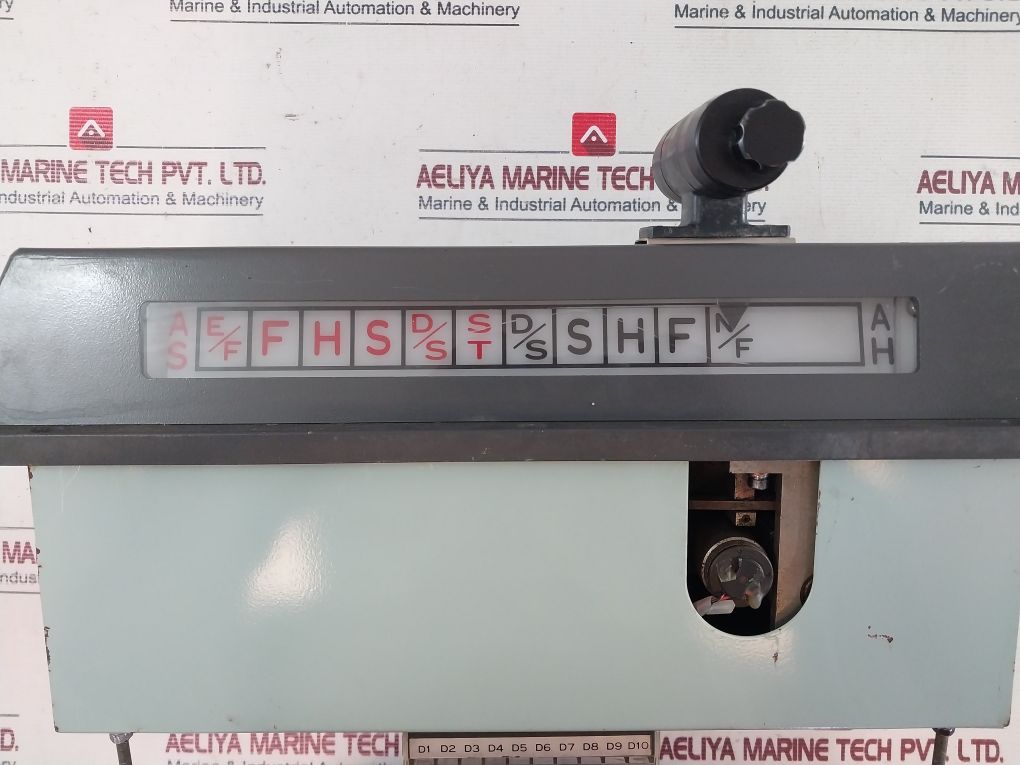 Marine & Industrial Automation & Machinery
Marine & Industrial Automation & Machinery
MARINE TECH PVT. LTD.
Industrial Automation & Machinery
AELIYA MARINE TECH
Marine & Industrial Automation &
AELIYA
Marine &
A S E/F F H S D/S S T D/S S H F N/F A H
MA
D.
AELIYA MARINE TECH
D1 D2 D3 D4 D5 D6 D7 D8 D9 D10
AELIYA MARINE TECH PVT. LTD.